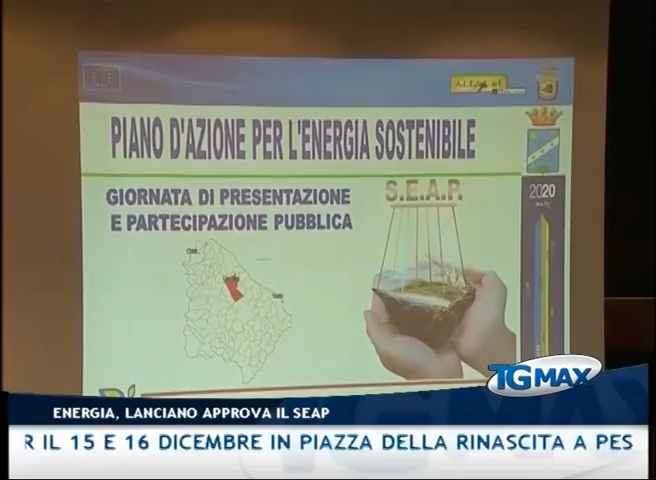 A.L.E.S.A. srl
PIANO D'AZIONE PER L'ENERGIA SOSTENIBILE
GIORNATA DI PRESENTAZIONE
E PARTECIPAZIONE PUBBLICA
S.E.A.P.
2020
TGMAX
ENERGIA, LANCIANO APPROVA IL SEAP
R IL 15 E 16 DICEMBRE IN PIAZZA DELLA RINASCITA A PES